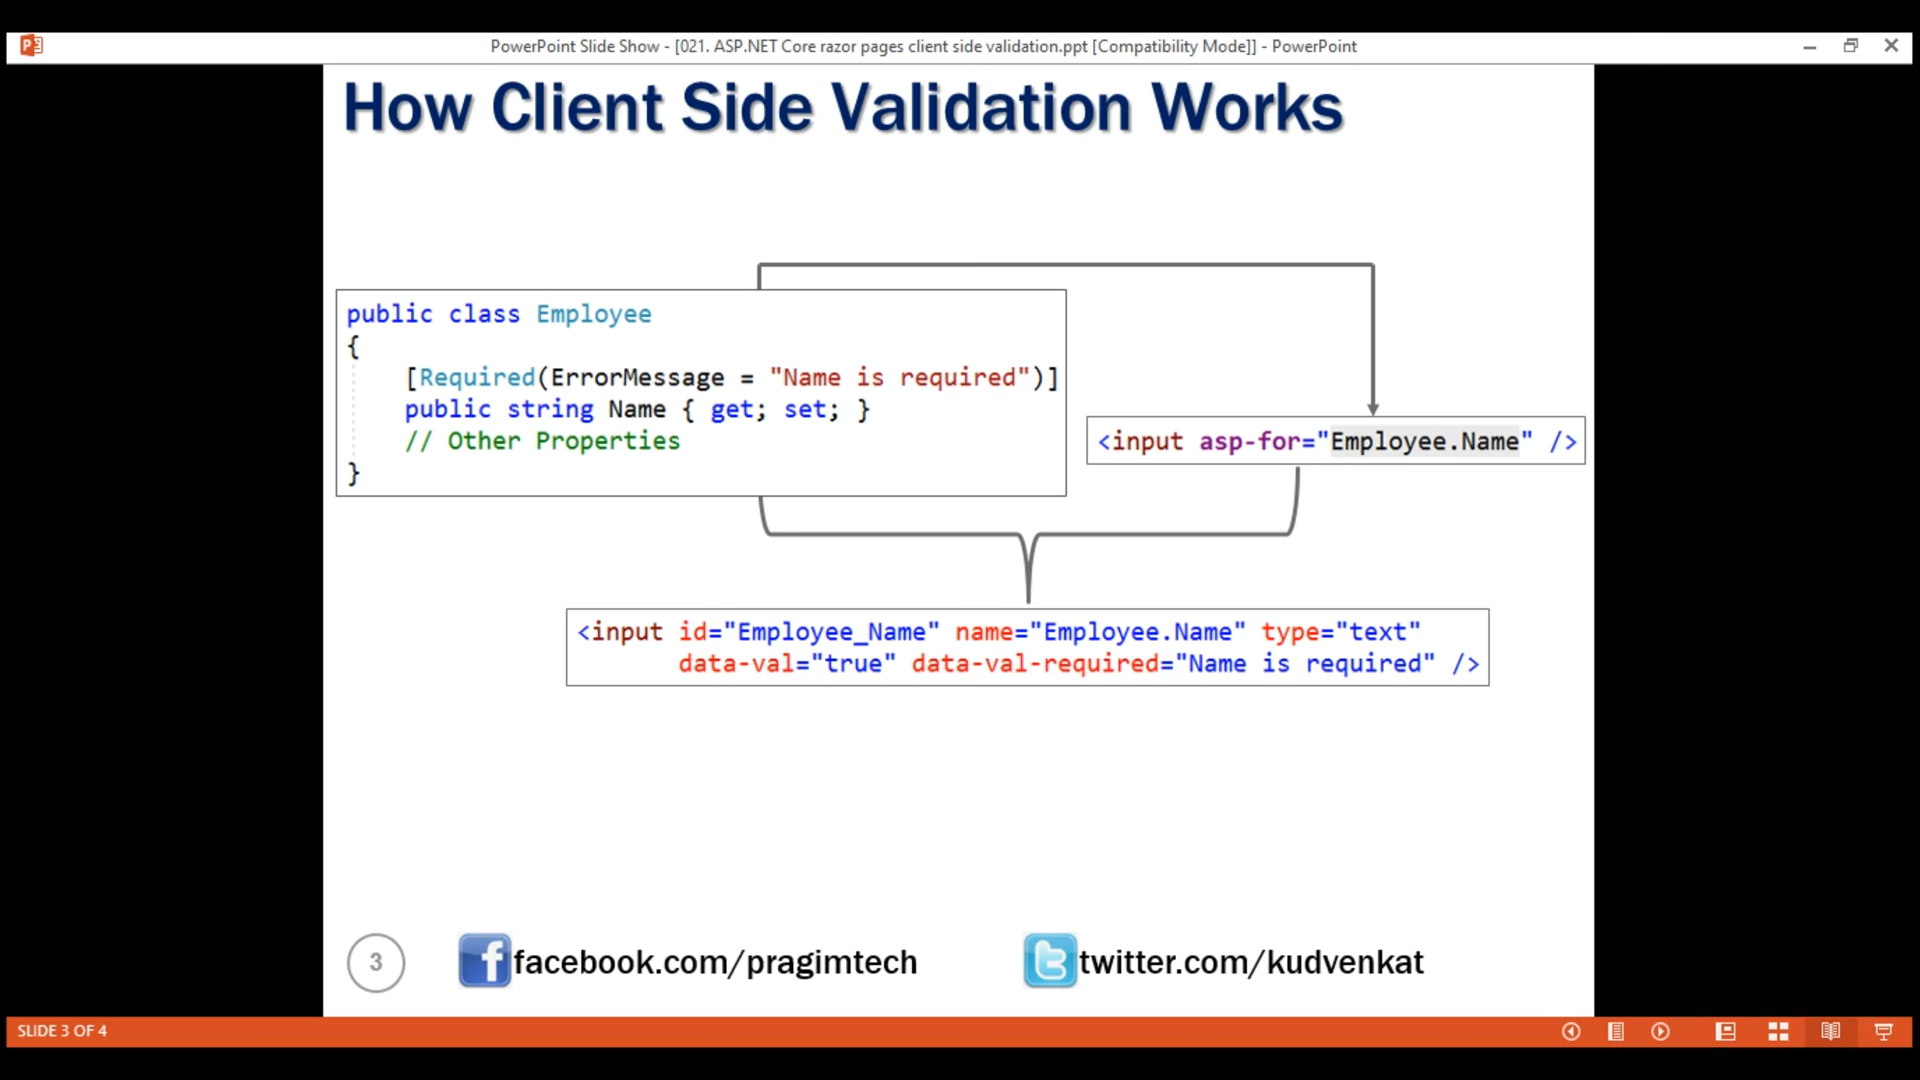 PowerPoint Slide Show - [021. ASP.NET Core razor pages client side validation.ppt [Compatibility Mode]] - PowerPoint
How Client Side Validation Works
public class Employee
{
[Required(ErrorMessage = "Name is required")]
public string Name { get; set; }
// Other Properties
}
<input asp-for="Employee.Name" />
<input id="Employee_Name" name="Employee.Name" type="text"
data-val="true" data-val-required="Name is required" />
3
facebook.com/pragimtech
twitter.com/kudvenkat
SLIDE 3 OF 4